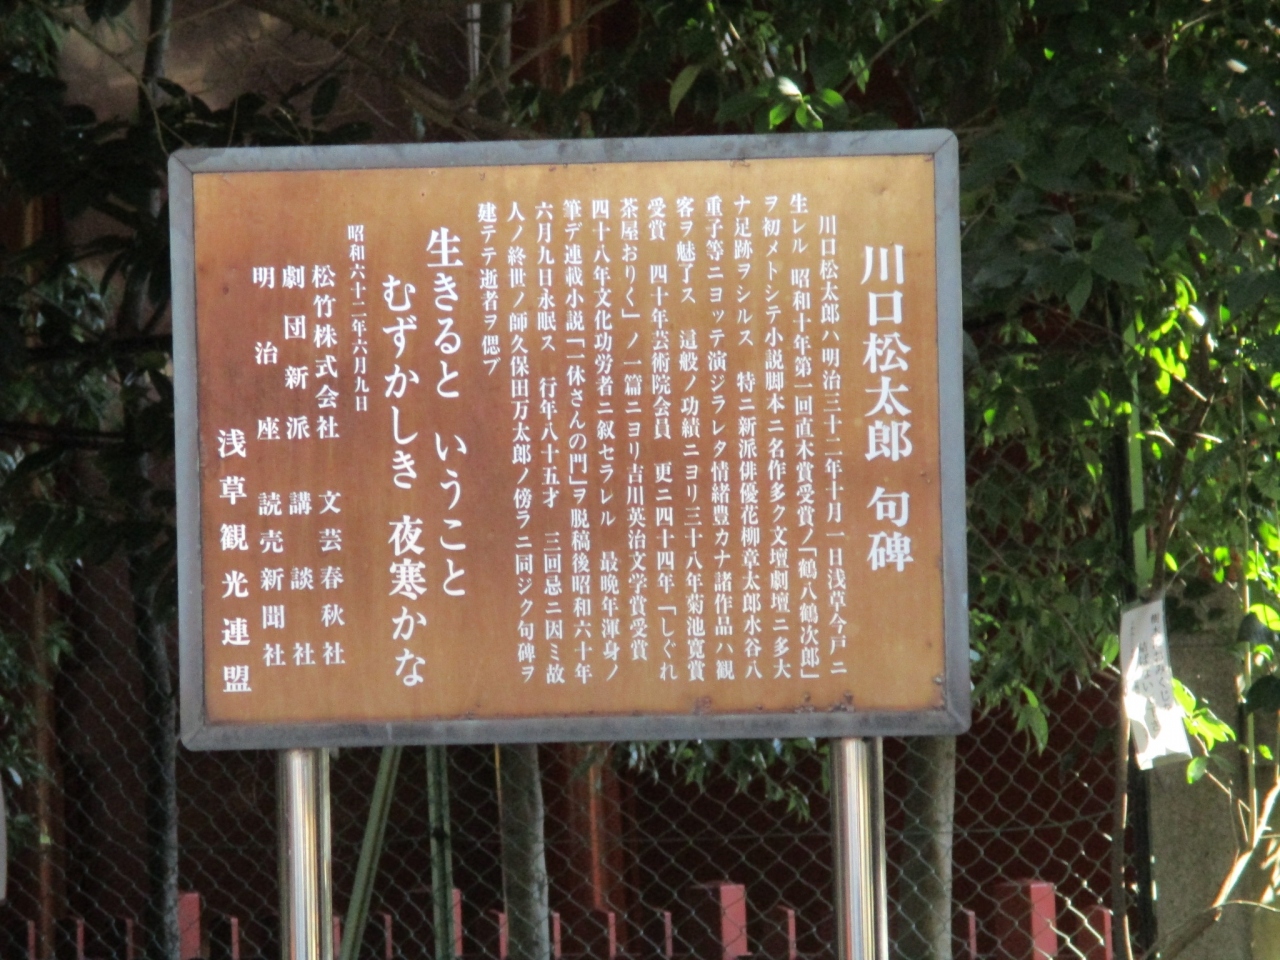 川口松太郎 句碑
川口松太郎ハ明治三十二年十月一日浅草今戸ニ
生レル 昭和十年第一回直木賞受賞ノ「鶴八鶴次郎」
ヲ初メトシテ小説脚本ニ名作多ク文壇劇壇ニ多大
ナ足跡ヲシルス 特ニ新派俳優花柳章太郎水谷八
重子等ニヨッテ演ジラレタ情緒豊カナ諸作品ハ観
客ヲ魅了ス 這般ノ功績ニヨリ三十八年菊池寛賞
受賞 四十年芸術院会員 更ニ四十四年「しぐれ
茶屋おりく」ノ一篇ニヨリ吉川英治文学賞受賞
四十八年文化功労者ニ叙セラレル 最晩年渾身ノ
筆デ連載小説「一休さんの門」ヲ脱稿後昭和六十年
六月九日永眠ス 行年八十五才 三回忌ニ因ミ故
人ノ終世ノ師久保田万太郎ノ傍ラニ同ジク句碑ヲ
建テテ逝者ヲ偲ブ
生きると いうこと
むずかしき 夜寒かな
昭和六十二年六月九日
松竹株式会社 文芸春秋社
劇団新派 講談社
明治座 読売新聞社
浅草観光連盟